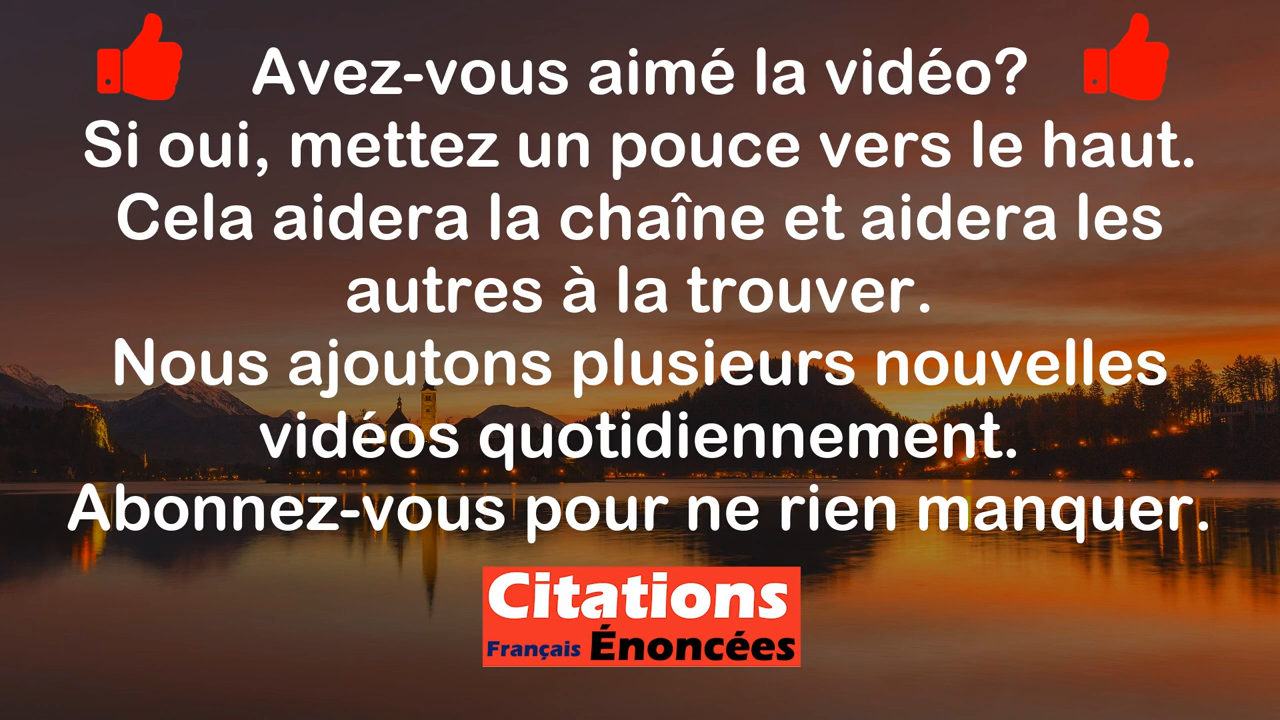 Avez-vous aimé la vidéo?
Si oui, mettez un pouce vers le haut.
Cela aidera la chaîne et aidera les
autres à la trouver.
Nous ajoutons plusieurs nouvelles
vidéos quotidiennement.
Abonnez-vous pour ne rien manquer.
Citations
Français Énoncées